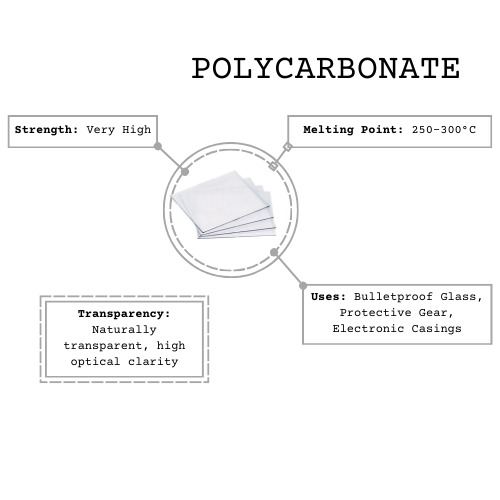 POLYCARBONATE
Strength: Very High
Melting Point: 250-300°C
Uses: Bulletproof Glass,
Protective Gear,
Electronic Casings
Transparency:
Naturally
transparent, high
optical clarity